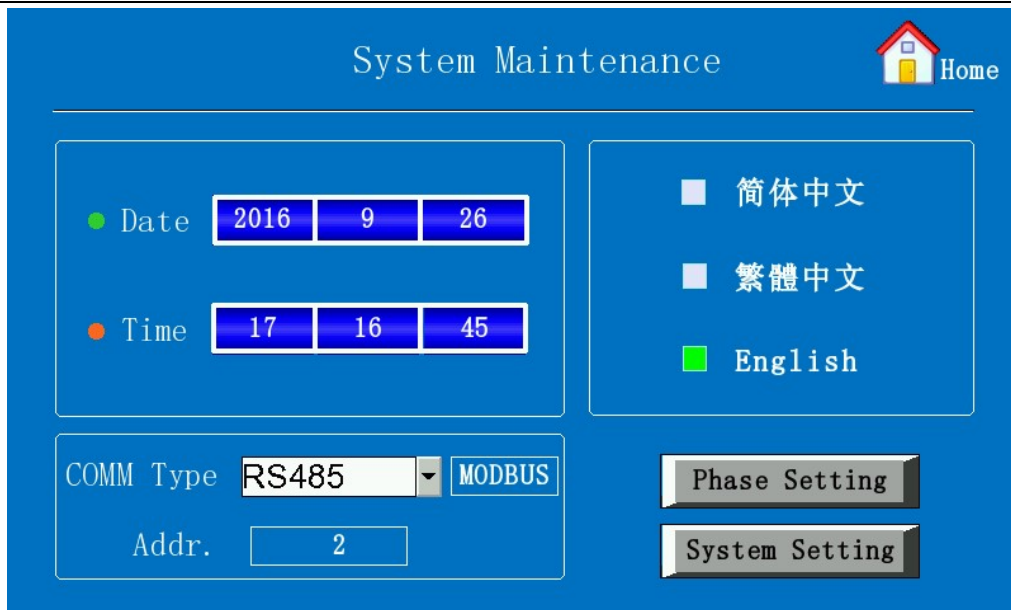 System Maintenance
Home
Date 2016 9 26
Time 17 16 45
简体中文
繁體中文
English
COMM Type RS485 MODBUS
Addr. 2
Phase Setting
System Setting